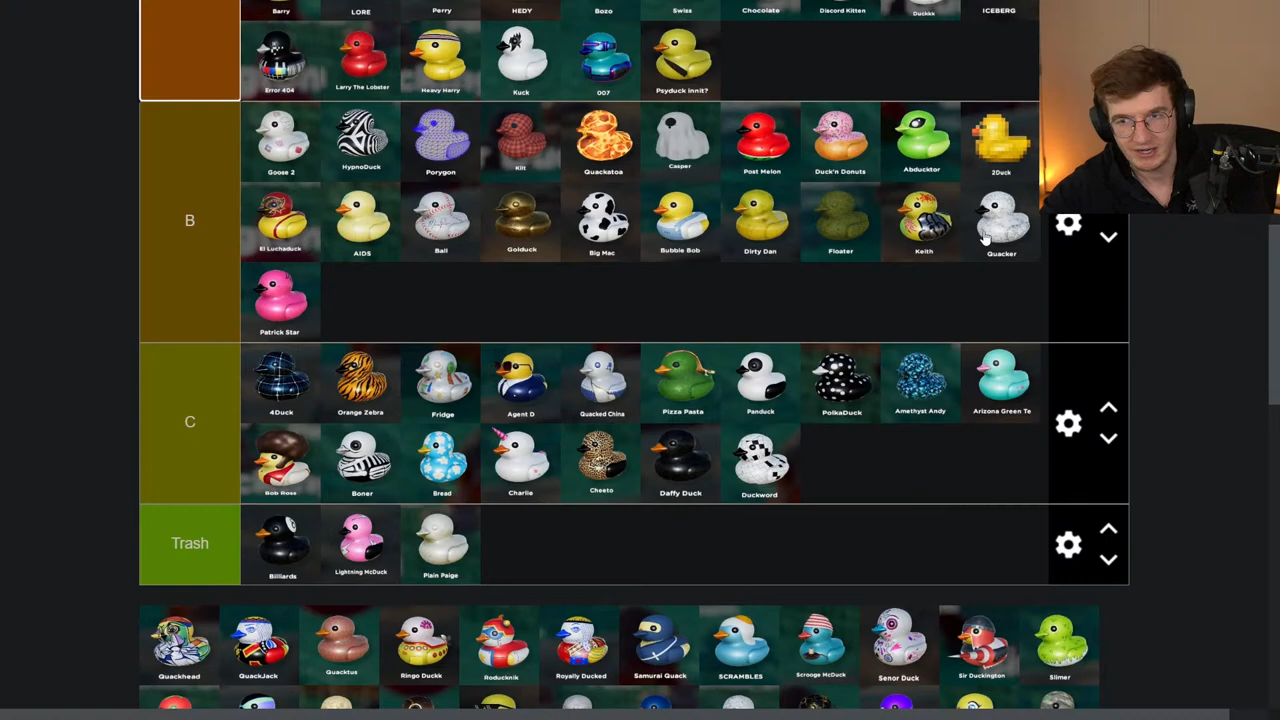 Barry LORE Perry HEDY Bozo Swiss Chocolate Discord Kitten Duckkk ICEBERG
Error 404 Larry The Lobster Heavy Harry Kuck 007 Psyduck innit?
B
Goose 2 HypnoDuck Porygon Kilt Quackatoa Casper Post Melon Duck'n Donuts Abducktor 2Duck
El Luchaduck AIDS Ball Golduck Big Mac Bubble Bob Dirty Dan Floater Keith Quacker
Patrick Star
C
4Duck Orange Zebra Fridge Agent D Quacked China Pizza Pasta Panduck PolkaDuck Amethyst Andy Arizona Green Te
Bob Ross Boner Bread Charlie Cheeto Daffy Duck Duckword
Trash
Billiards Lightning McDuck Plain Paige
Quackhead QuackJack Quacktus Ringo Duckk Roducknik Royally Ducked Samurai Quack SCRAMBLES Scrooge McDuck Senor Duck Sir Duckington Slimer